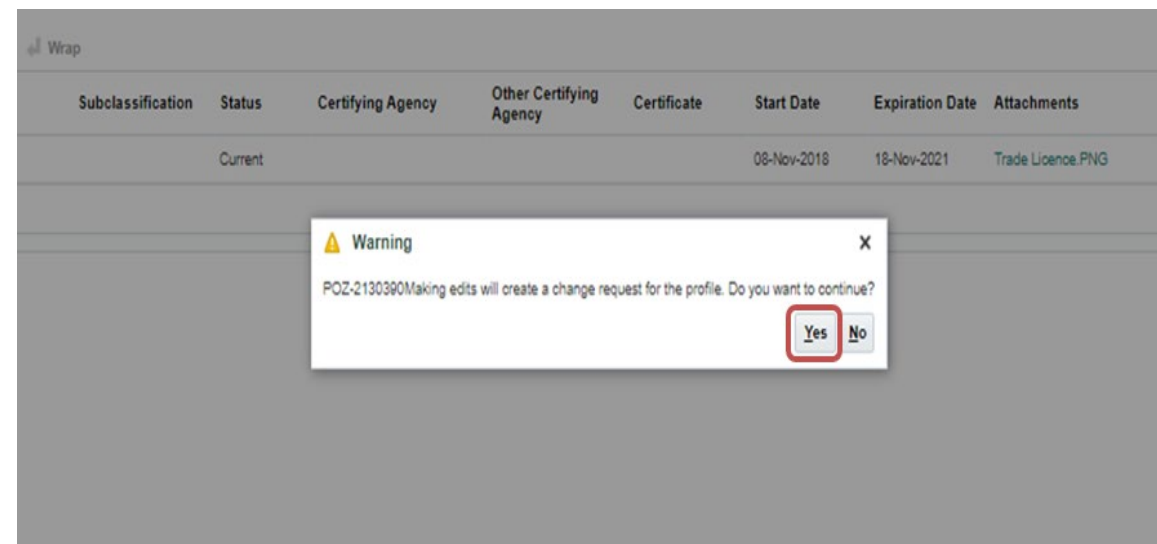 Wrap
Subclassification Status Certifying Agency Other Certifying Agency Certificate Start Date Expiration Date Attachments
Current 08-Nov-2018 18-Nov-2021 Trade Licence.PNG
Warning X
POZ-2130390Making edits will create a change request for the profile. Do you want to continue?
Yes No